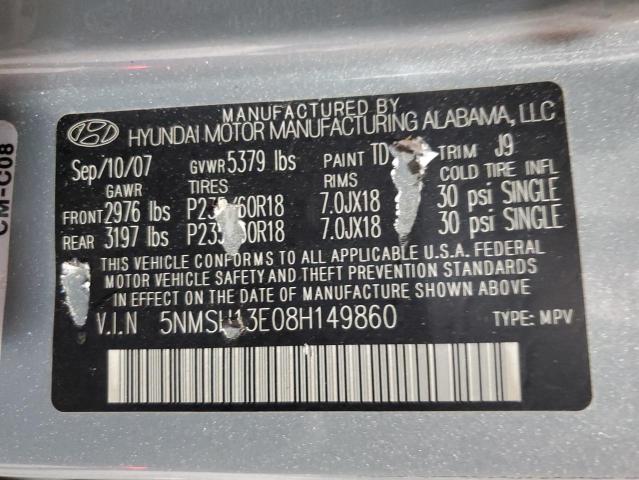 MANUFACTURED BY
HYUNDAI MOTOR MANUFACTURING ALABAMA, LLC
Sep/10/07 GVWR 5379 lbs PAINT TRIM J9
GAWR TIRES RIMS COLD TIRE INFL
FRONT 2976 lbs 7.0JX18 30 psi SINGLE
REAR 3197 lbs 7.0JX18 30 psi SINGLE
THIS VEHICLE CONFORMS TO ALL APPLICABLE U.S.A. FEDERAL
MOTOR VEHICLE SAFETY AND THEFT PREVENTION STANDARDS
IN EFFECT ON THE DATE OF MANUFACTURE SHOWN ABOVE
V.I.N 5NMSH13E08H149860 TYPE: MPV
CM-C08